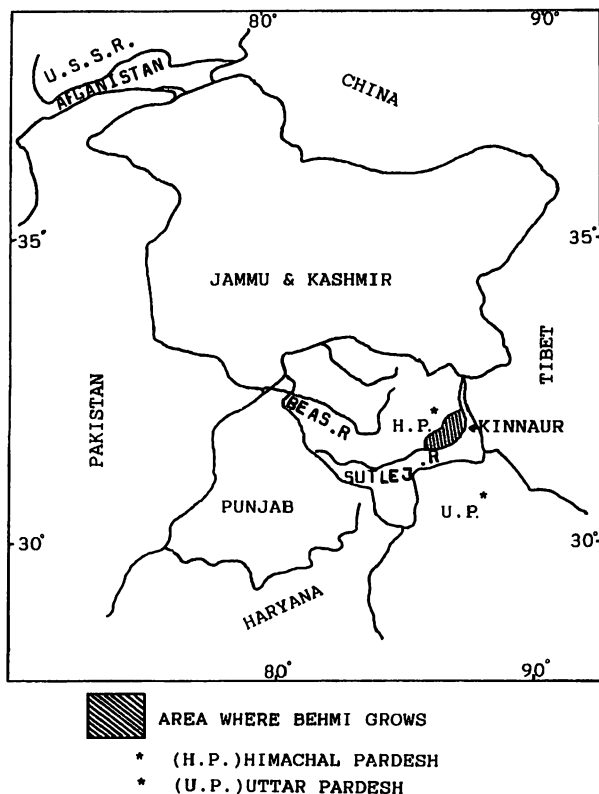 80° 90°
U.S.S.R.
AFGANISTAN
CHINA
35° 35°
JAMMU & KASHMIR
TIBET
PAKISTAN
BEAS.R
H.P.*
KINNAUR
SUTLEJ.R
PUNJAB
U.P.*
30° 30°
HARYANA
80° 90°
AREA WHERE BEHMI GROWS
* (H.P.)HIMACHAL PARDESH
* (U.P.)UTTAR PARDESH